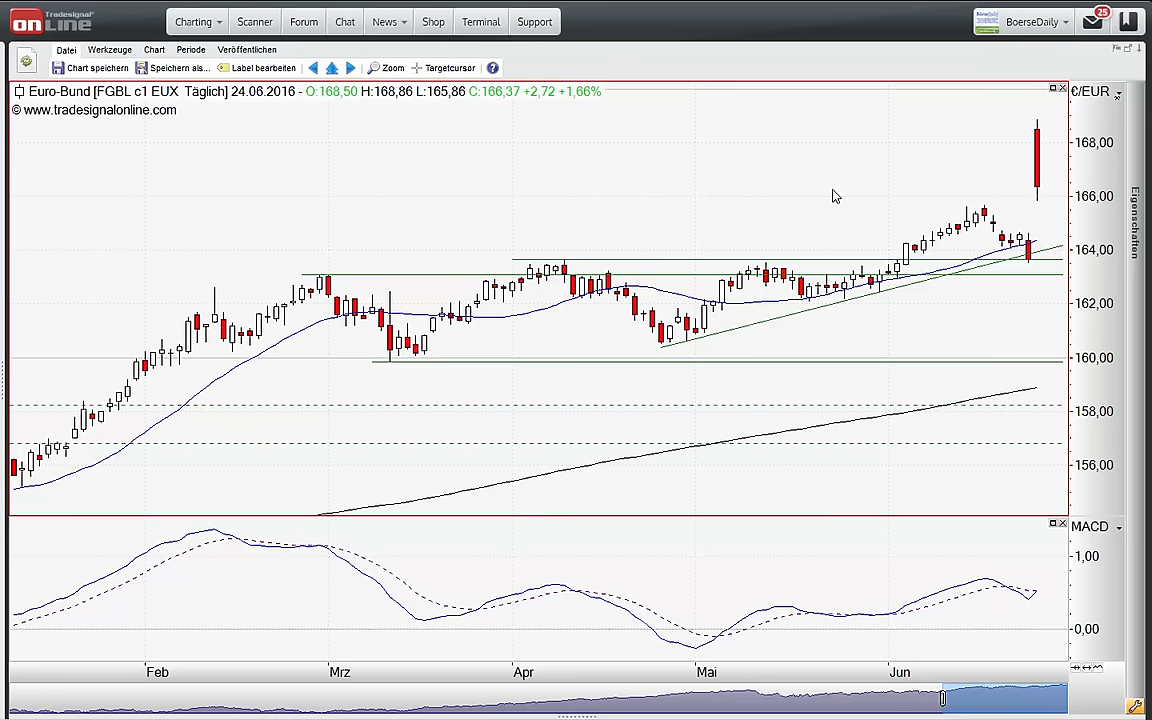 on LINE Tradesignal®
Charting Scanner Forum Chat News Shop Terminal Support BoerseDaily 25
Datei Werkzeuge Chart Periode Veröffentlichen
Chart speichern Speichern als... Label bearbeiten Zoom Targetcursor ?
Euro-Bund [FGBL c1 EUX Täglich] 24.06.2016 - O:168,50 H:168,86 L:165,86 C:166,37 +2,72 +1,66%
€/EUR
© www.tradesignalonline.com
168,00
166,00
Eigenschaften
164,00
162,00
160,00
158,00
156,00
MACD
1,00
0,00
Feb Mrz Apr Mai Jun